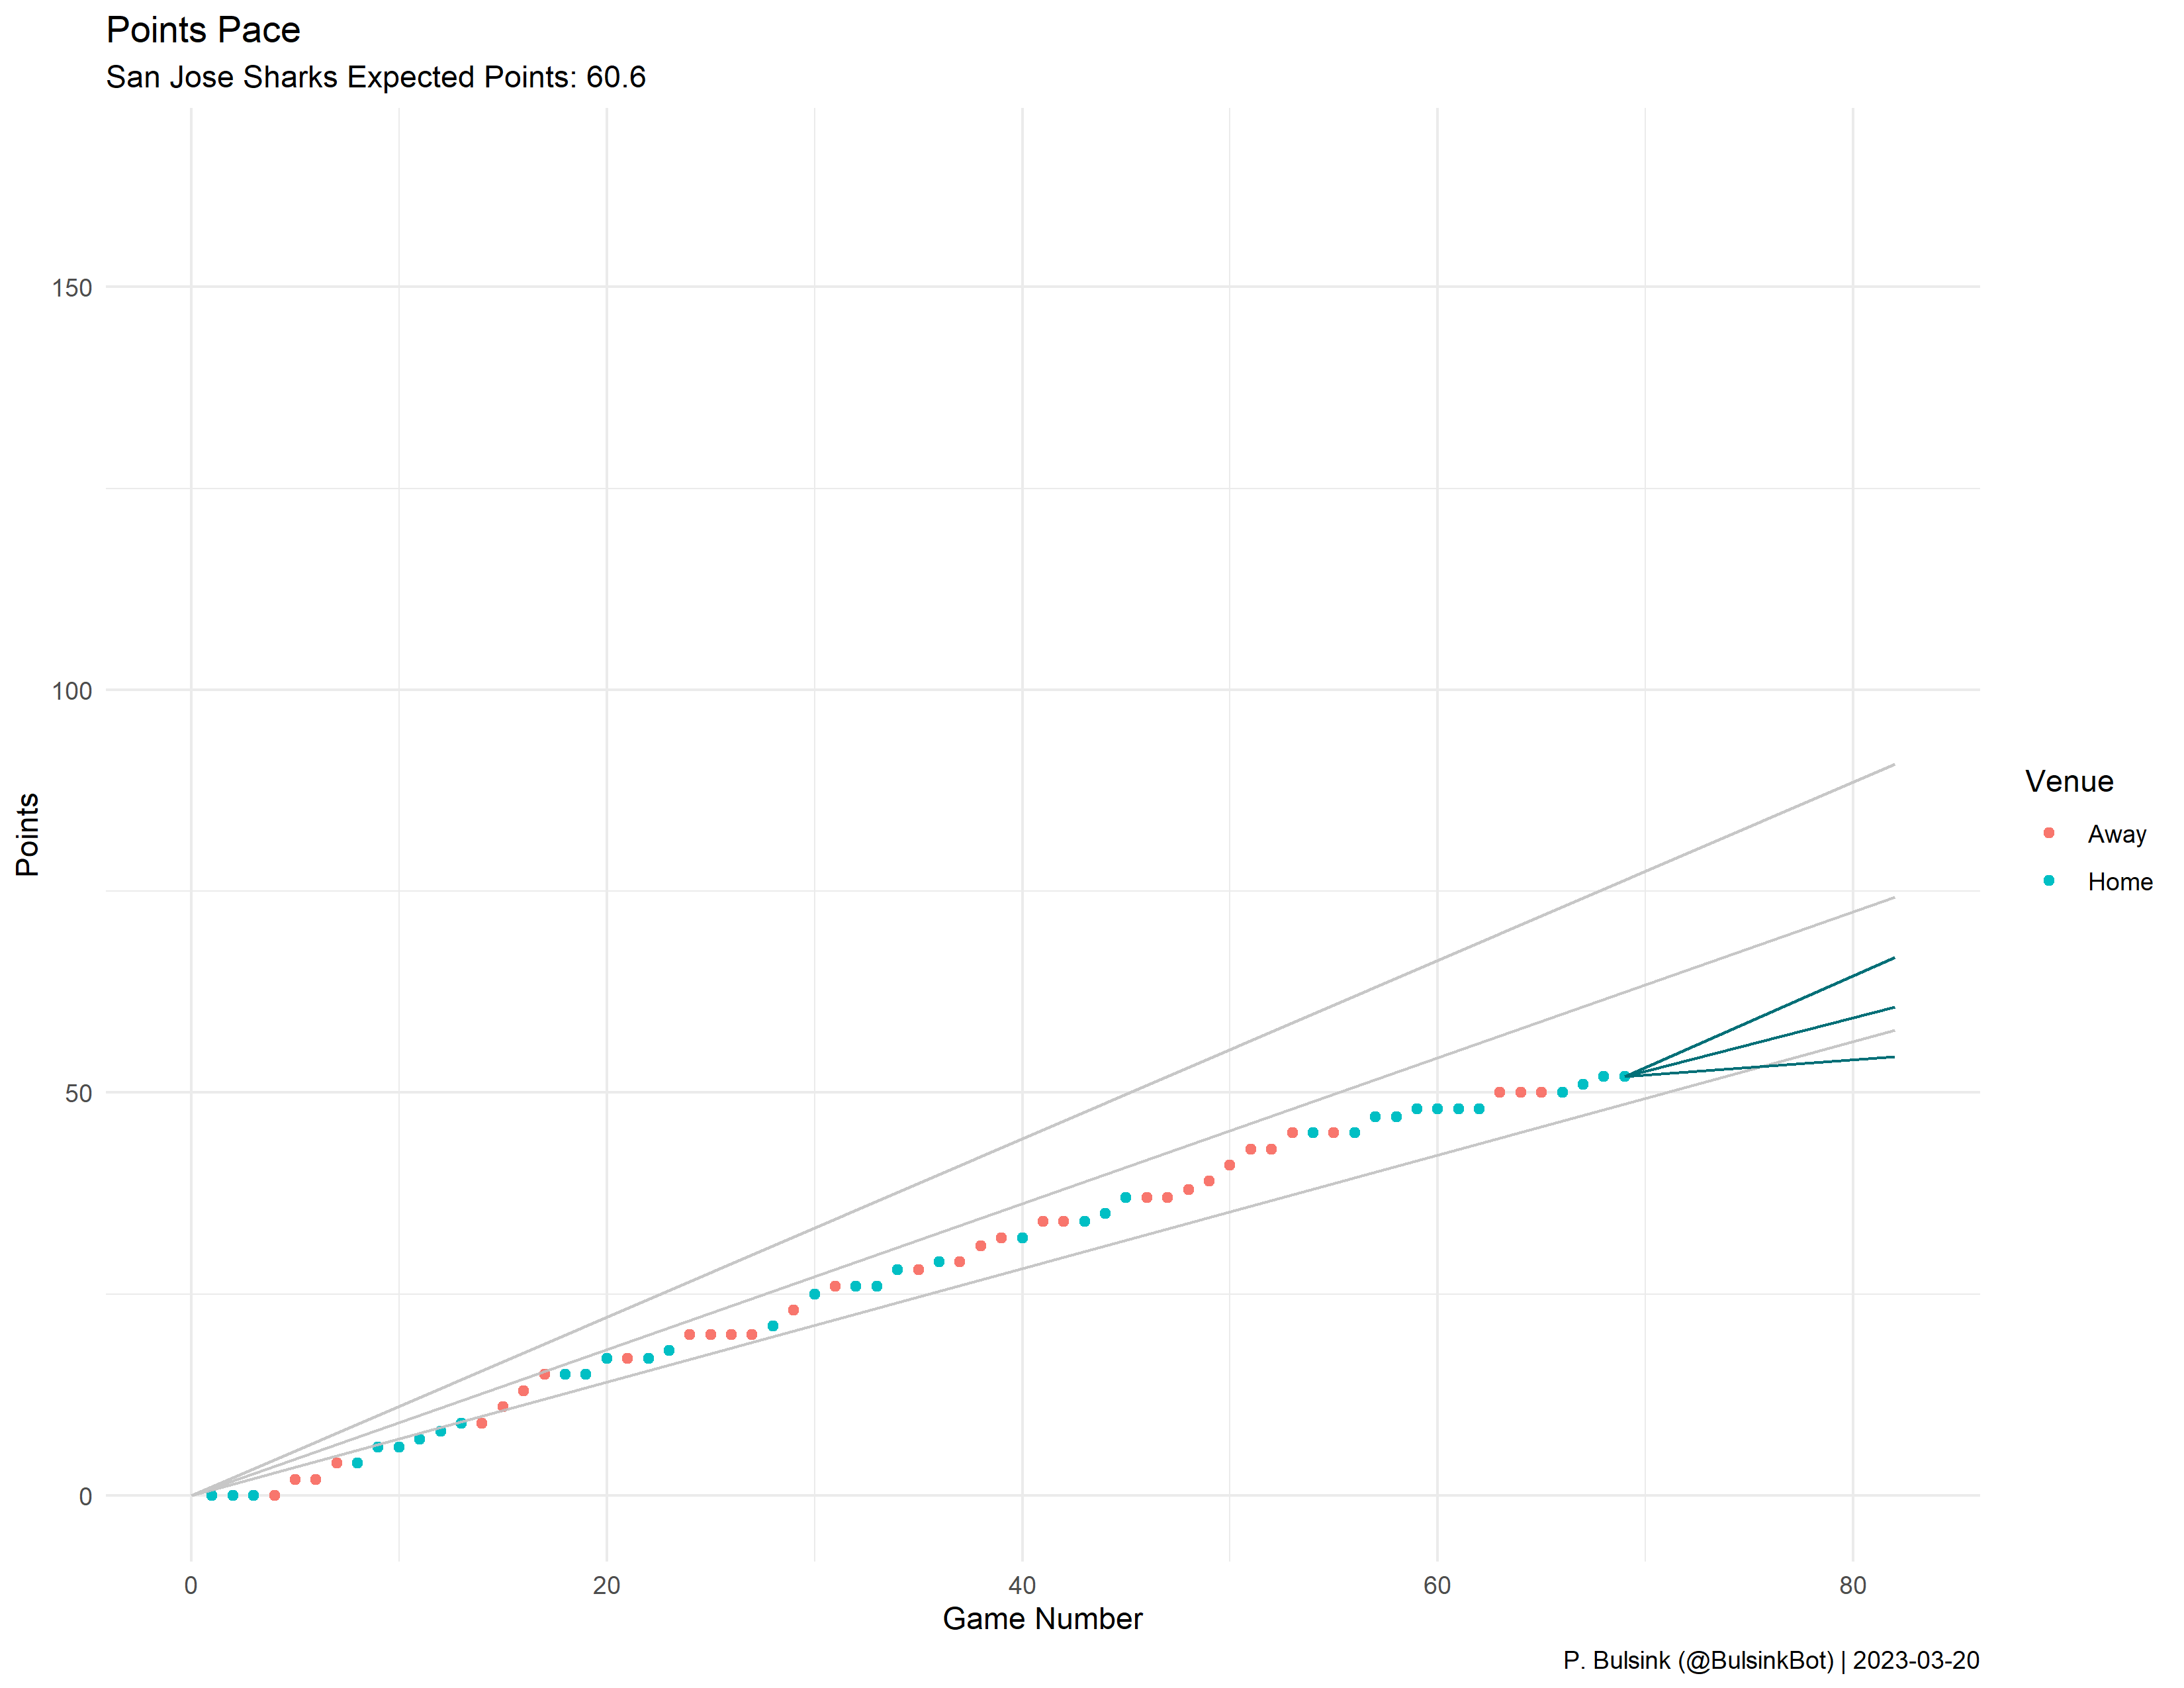 Points Pace
San Jose Sharks Expected Points: 60.6
150
100
50
0
Points
0 20 40 60 80
Game Number
Venue
Away
Home
P. Bulsink (@BulsinkBot) | 2023-03-20